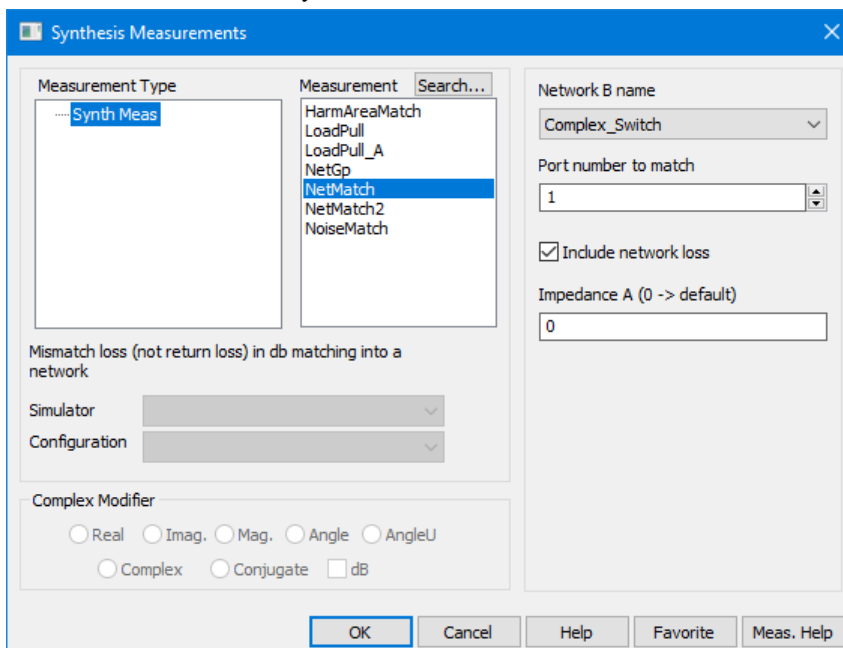 Synthesis Measurements
Measurement Type
Synth Meas
Measurement Search...
HarmAreaMatch
LoadPull
LoadPull_A
NetGp
NetMatch
NetMatch2
NoiseMatch
Mismatch loss (not return loss) in db matching into a
network
Simulator
Configuration
Complex Modifier
Real Imag. Mag. Angle AngleU
Complex Conjugate dB
Network B name
Complex_Switch
Port number to match
1
Include network loss
Impedance A (0 -> default)
0
OK Cancel Help Favorite Meas. Help